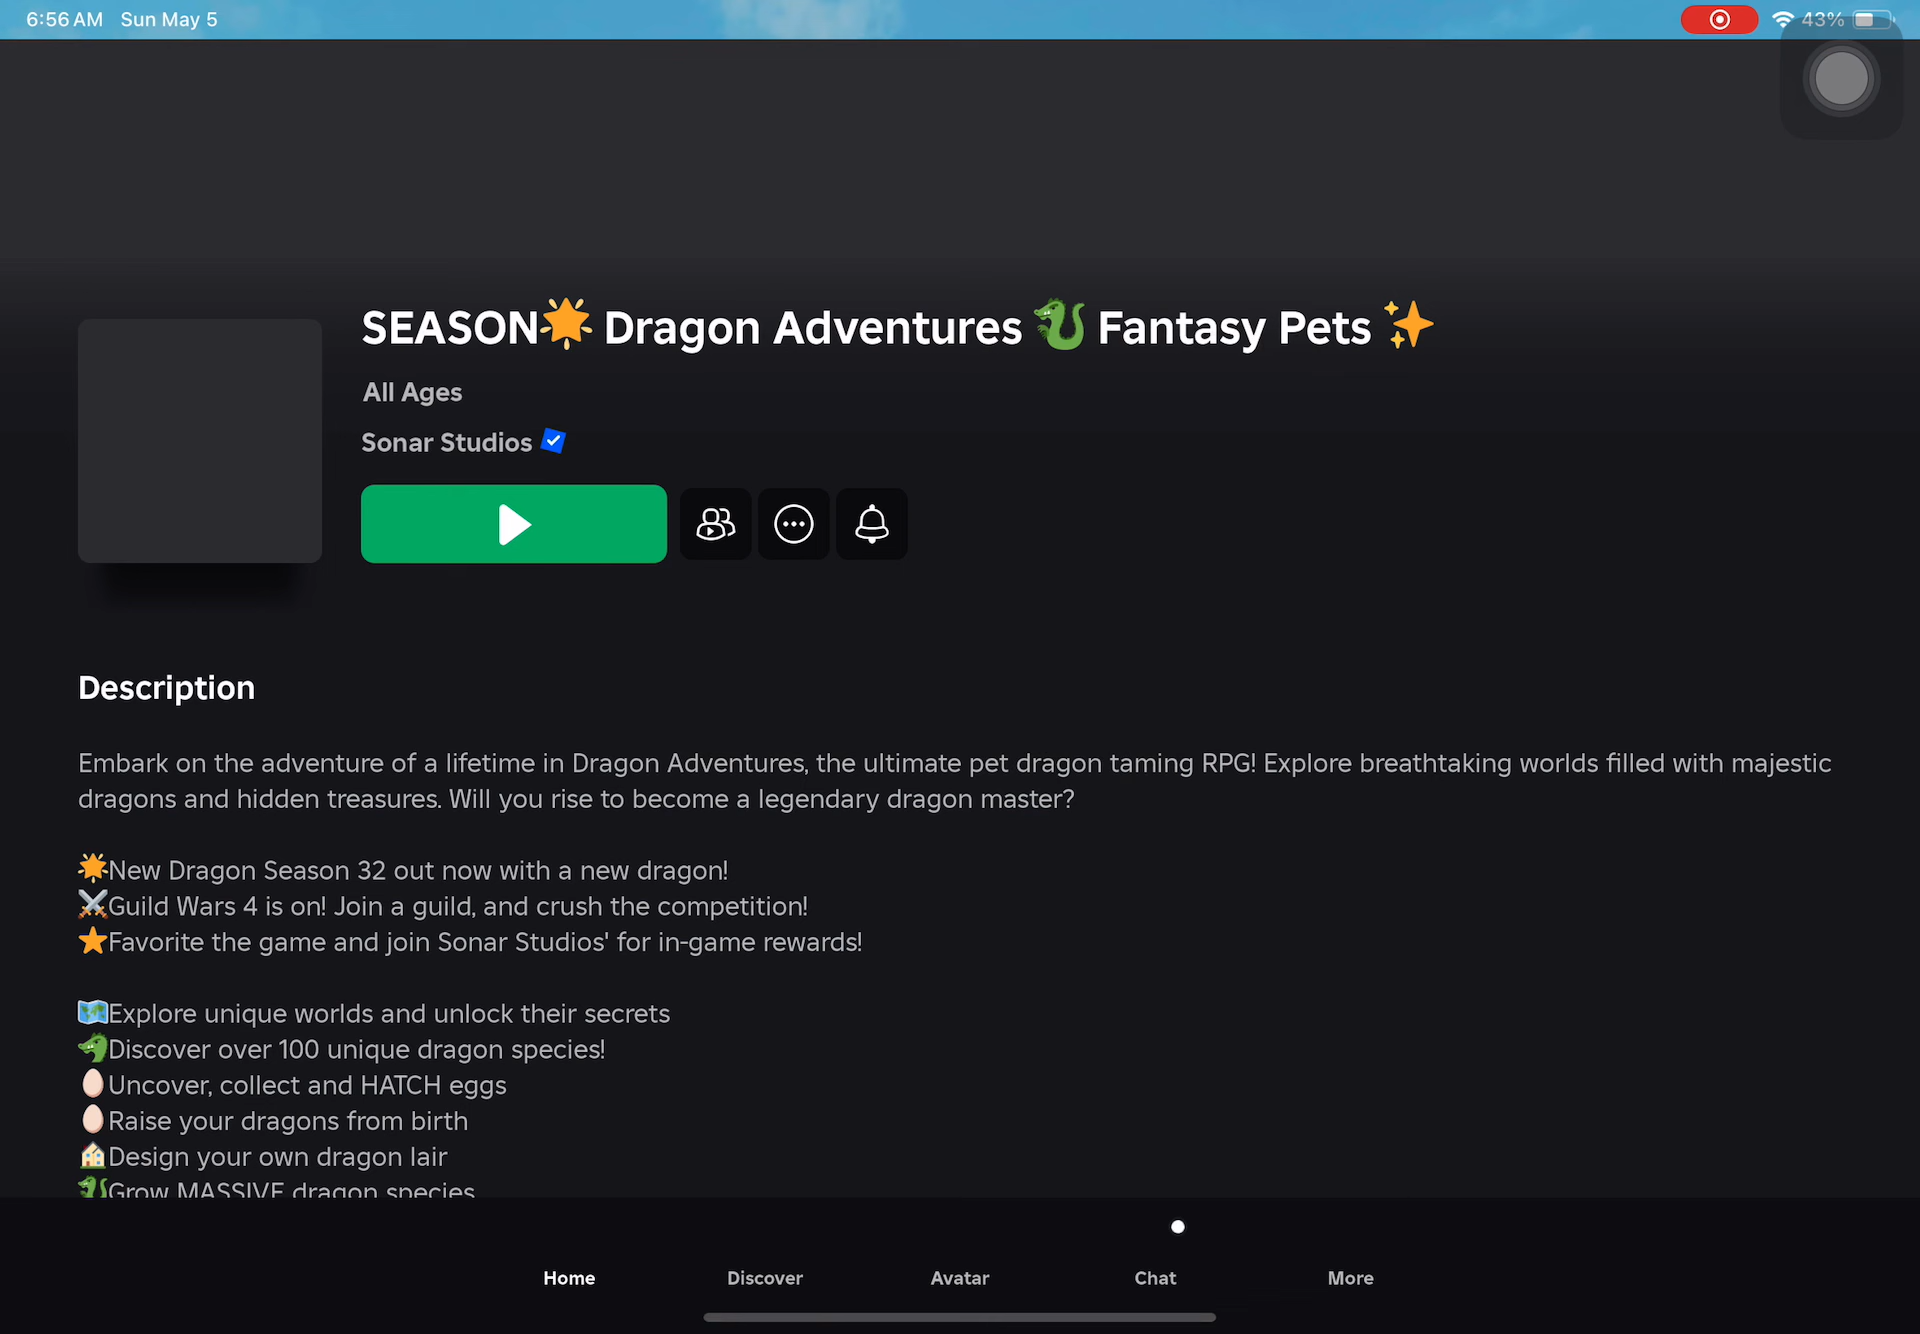 6:56 AM Sun May 5
43%
SEASON🌟 Dragon Adventures 🐉 Fantasy Pets ✨
All Ages
Sonar Studios
Description
Embark on the adventure of a lifetime in Dragon Adventures, the ultimate pet dragon taming RPG! Explore breathtaking worlds filled with majestic
dragons and hidden treasures. Will you rise to become a legendary dragon master?
🌟New Dragon Season 32 out now with a new dragon!
⚔️Guild Wars 4 is on! Join a guild, and crush the competition!
⭐Favorite the game and join Sonar Studios' for in-game rewards!
🗺️Explore unique worlds and unlock their secrets
🐲Discover over 100 unique dragon species!
🥚Uncover, collect and HATCH eggs
🥚Raise your dragons from birth
🏠Design your own dragon lair
🐉Grow MASSIVE dragon species
Home
Discover
Avatar
Chat
More